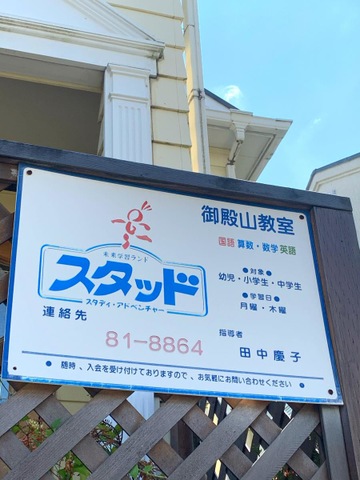 御殿山教室
国語 算数・数学 英語
未来学習ランド
スタッド
スタディ・アドベンチャー
●対象●
幼児・小学生・中学生
●学習日●
月曜・木曜
連絡先
81-8864
指導者
田中慶子
● 随時、入会を受け付けておりますので、お気軽にお問い合わせください ●